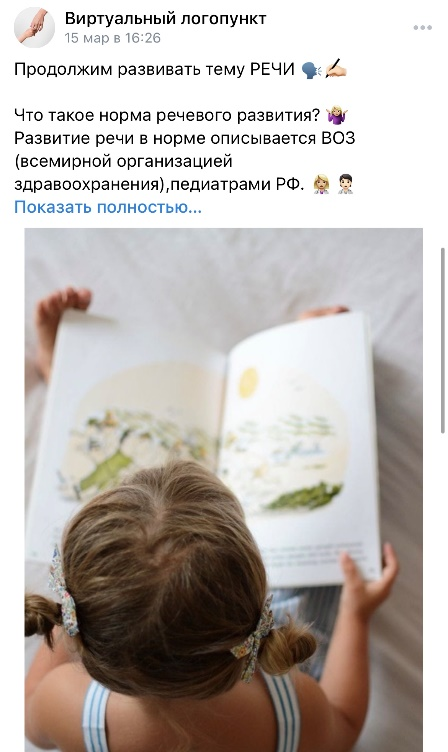 Виртуальный логопункт
15 мар в 16:26
Продолжим развивать тему РЕЧИ 🗣️✍🏻
Что такое норма речевого развития? 🤷🏼‍♀️
Развитие речи в норме описывается ВОЗ
(всемирной организацией
здравоохранения),педиатрами РФ. 👩🏼‍⚕️ 🧑🏻‍⚕️
Показать полностью...